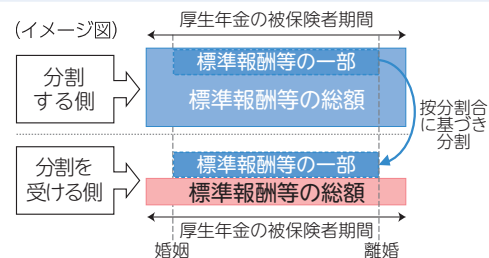 (イメージ図)
厚生年金の被保険者期間
分割
する側
標準報酬等の一部
標準報酬等の総額
按分割合
に基づき
分割
分割を
受ける側
標準報酬等の一部
標準報酬等の総額
厚生年金の被保険者期間
婚姻
離婚